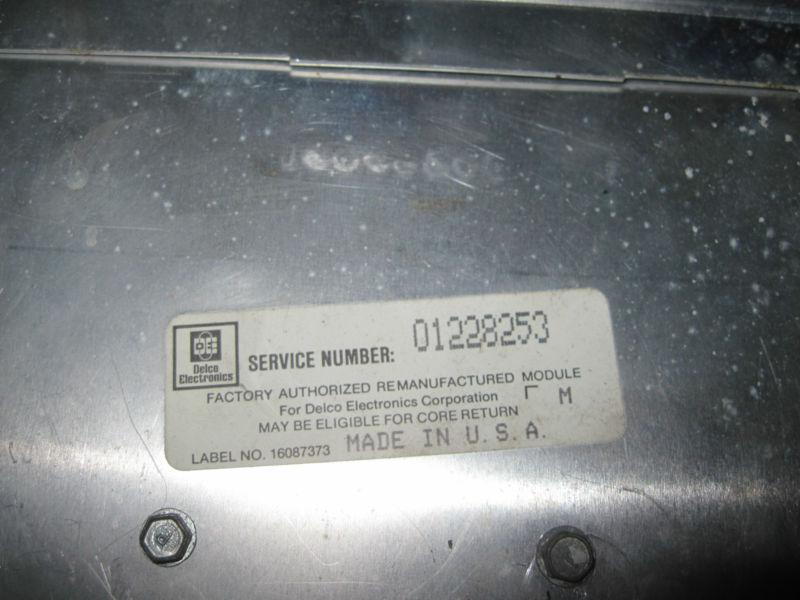 DE
Delco
Electronics
SERVICE NUMBER: 01228253
FACTORY AUTHORIZED REMANUFACTURED MODULE
For Delco Electronics Corporation M
MAY BE ELIGIBLE FOR CORE RETURN
LABEL NO. 16087373 MADE IN U.S.A.